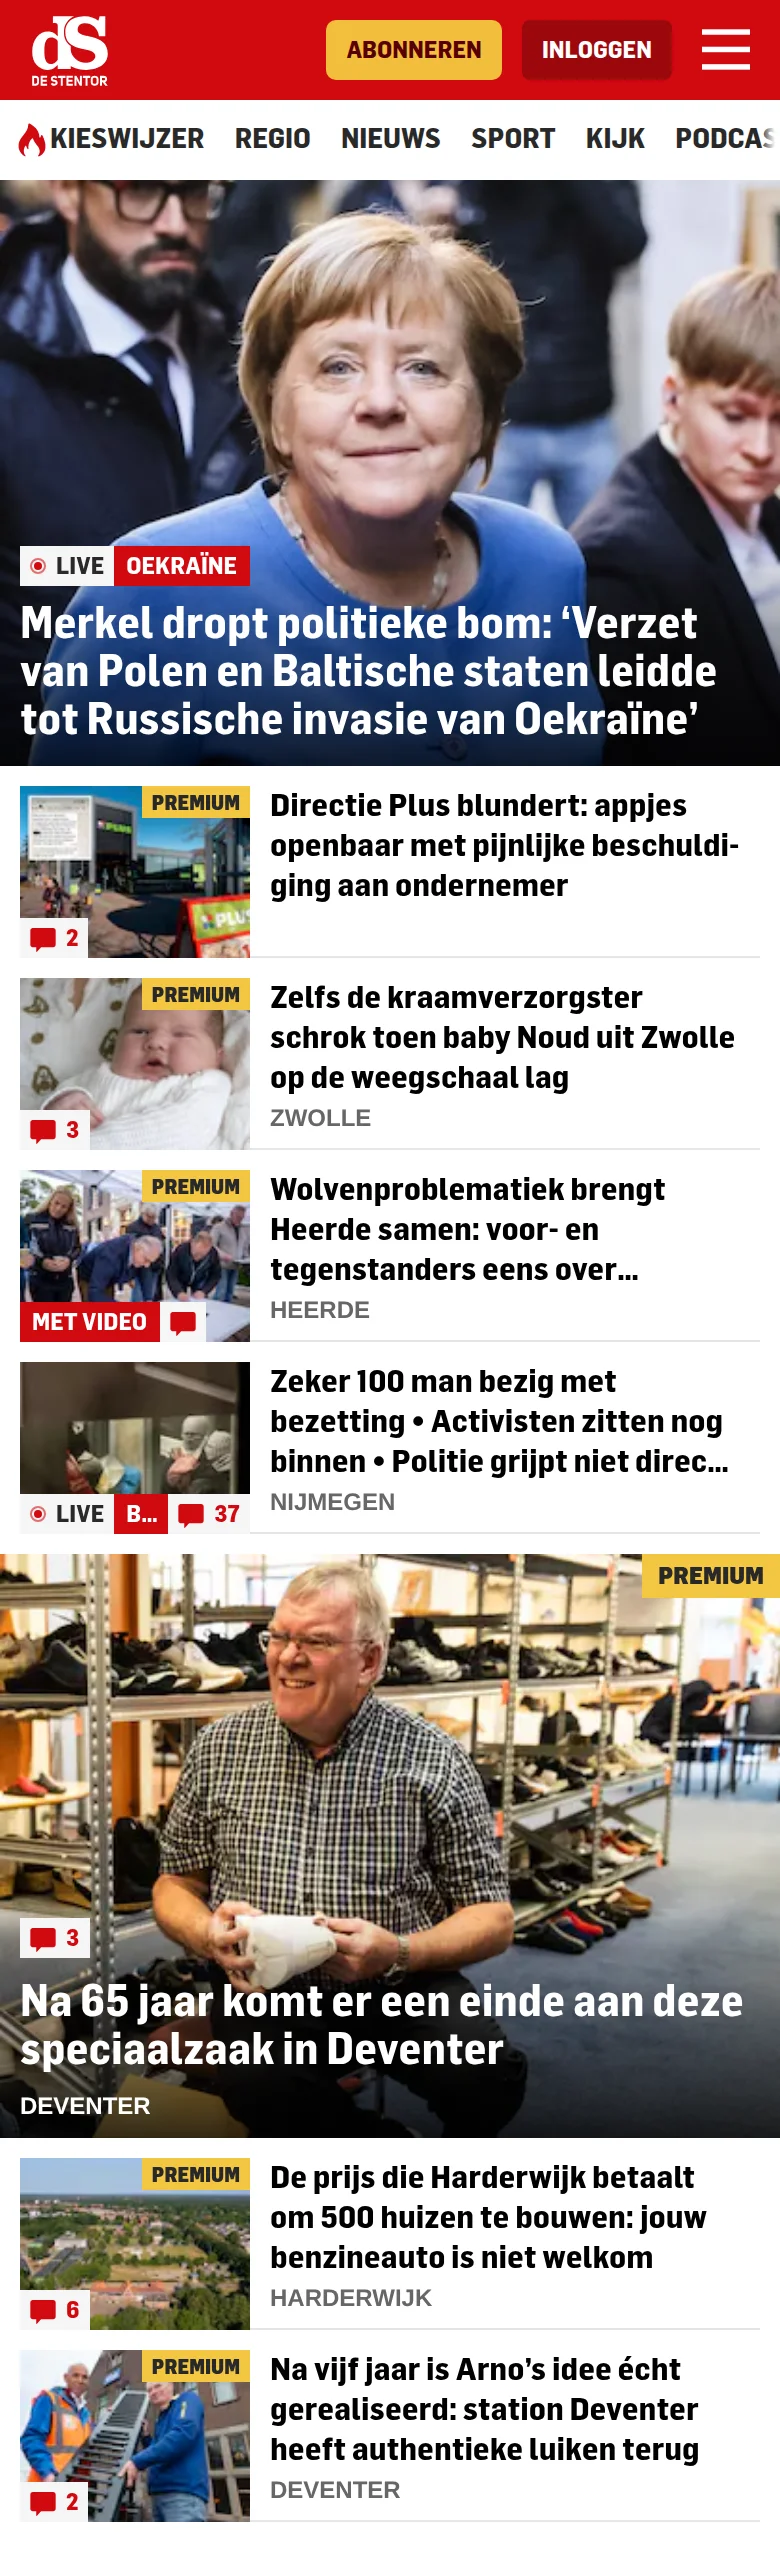 dS
DE STENTOR
ABONNEREN
INLOGGEN
KIESWIJZER REGIO NIEUWS SPORT KIJK PODCAS
LIVE OEKRAÏNE
Merkel dropt politieke bom: ‘Verzet
van Polen en Baltische staten leidde
tot Russische invasie van Oekraïne’
PREMIUM
PLUS
PLUS
2
Directie Plus blundert: appjes
openbaar met pijnlijke beschuldi-
ging aan ondernemer
PREMIUM
3
Zelfs de kraamverzorgster
schrok toen baby Noud uit Zwolle
op de weegschaal lag
ZWOLLE
PREMIUM
MET VIDEO
Wolvenproblematiek brengt
Heerde samen: voor- en
tegenstanders eens over...
HEERDE
LIVE B... 37
Zeker 100 man bezig met
bezetting • Activisten zitten nog
binnen • Politie grijpt niet direc...
NIJMEGEN
PREMIUM
3
Na 65 jaar komt er een einde aan deze
speciaalzaak in Deventer
DEVENTER
PREMIUM
6
De prijs die Harderwijk betaalt
om 500 huizen te bouwen: jouw
benzineauto is niet welkom
HARDERWIJK
PREMIUM
2
Na vijf jaar is Arno’s idee écht
gerealiseerd: station Deventer
heeft authentieke luiken terug
DEVENTER